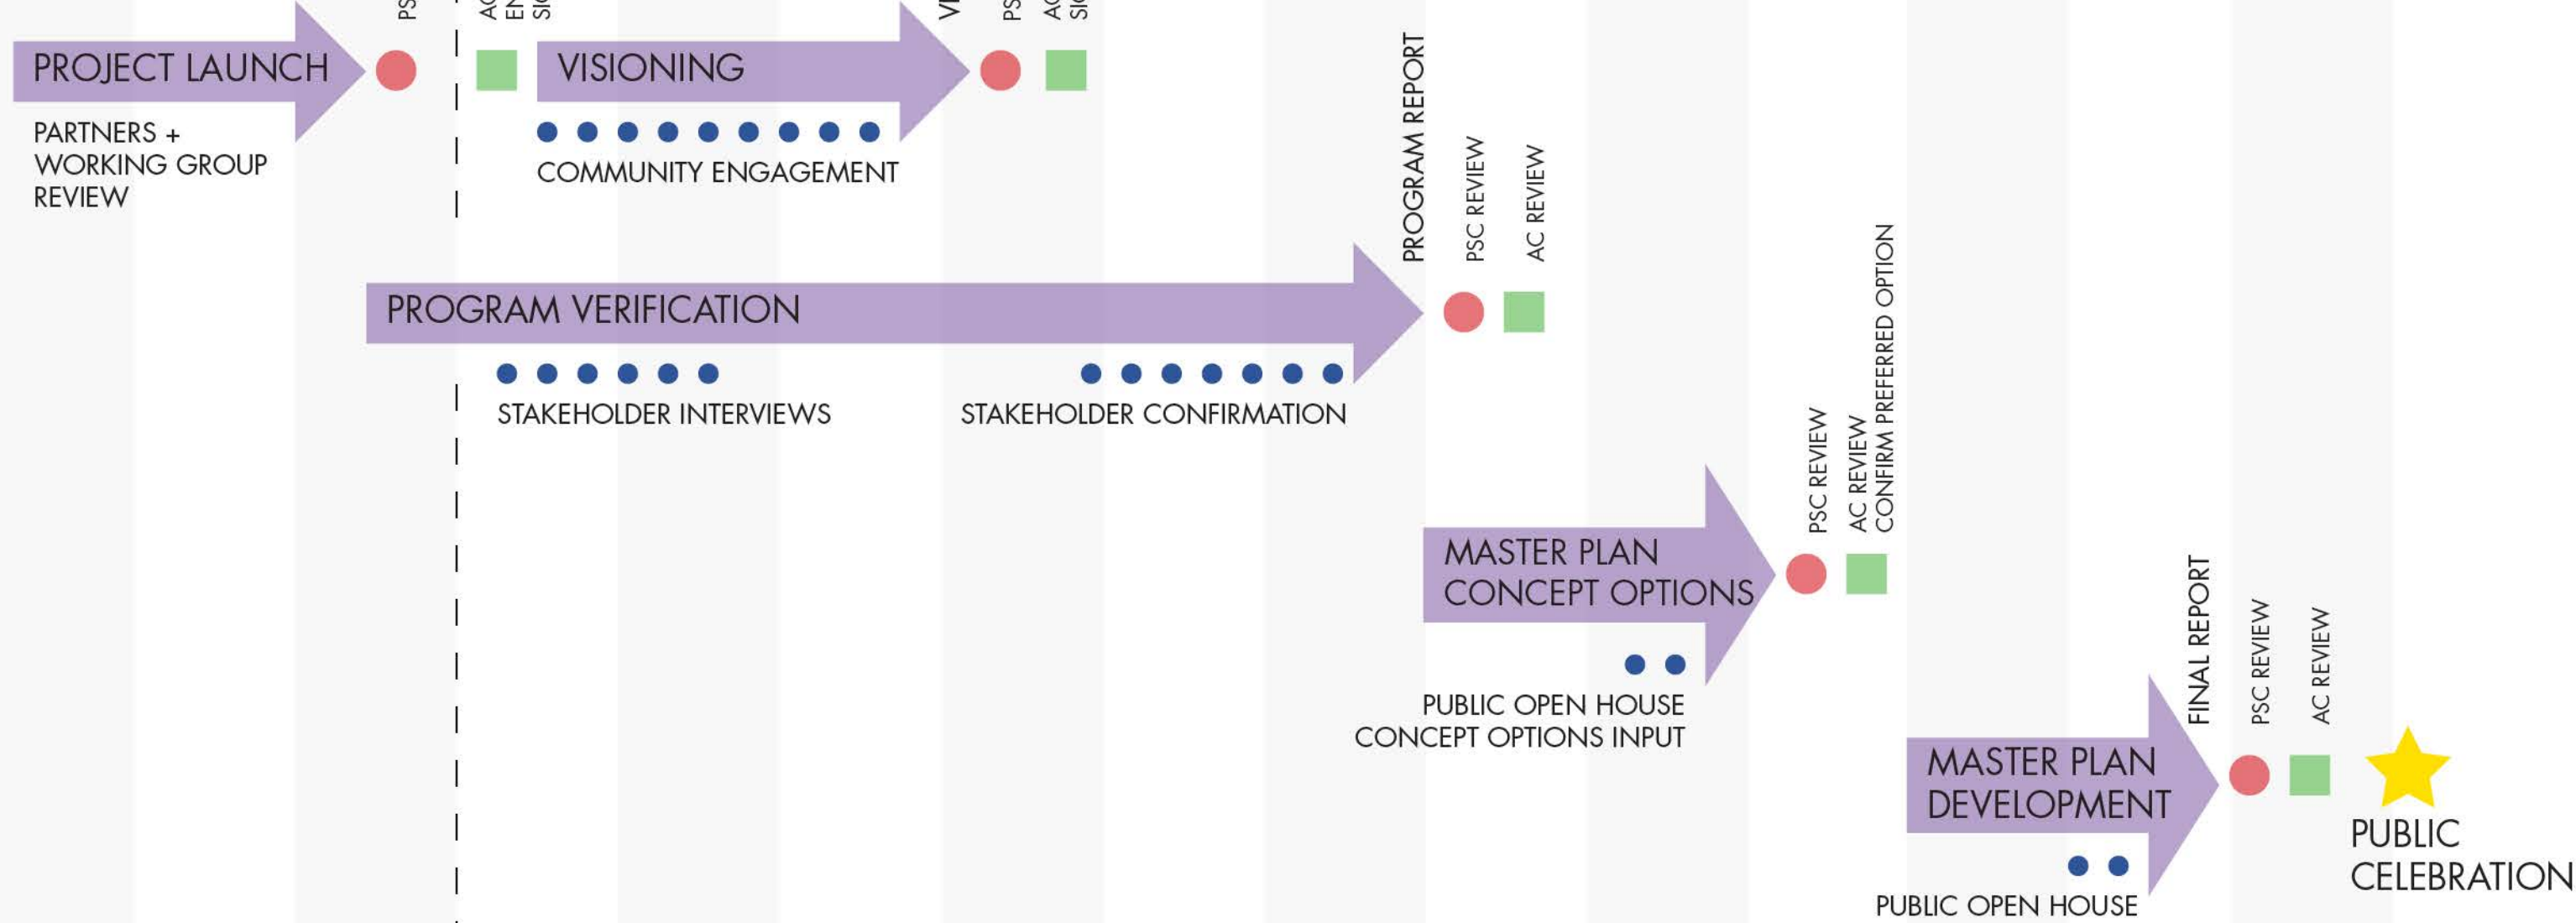 PROJECT LAUNCH
PARTNERS +
WORKING GROUP
REVIEW
VISIONING
COMMUNITY ENGAGEMENT
PROGRAM REPORT
PSC REVIEW
AC REVIEW
PROGRAM VERIFICATION
STAKEHOLDER INTERVIEWS
STAKEHOLDER CONFIRMATION
PSC REVIEW
AC REVIEW
CONFIRM PREFERRED OPTION
MASTER PLAN
CONCEPT OPTIONS
PUBLIC OPEN HOUSE
CONCEPT OPTIONS INPUT
FINAL REPORT
PSC REVIEW
AC REVIEW
MASTER PLAN
DEVELOPMENT
PUBLIC OPEN HOUSE
PUBLIC
CELEBRATION